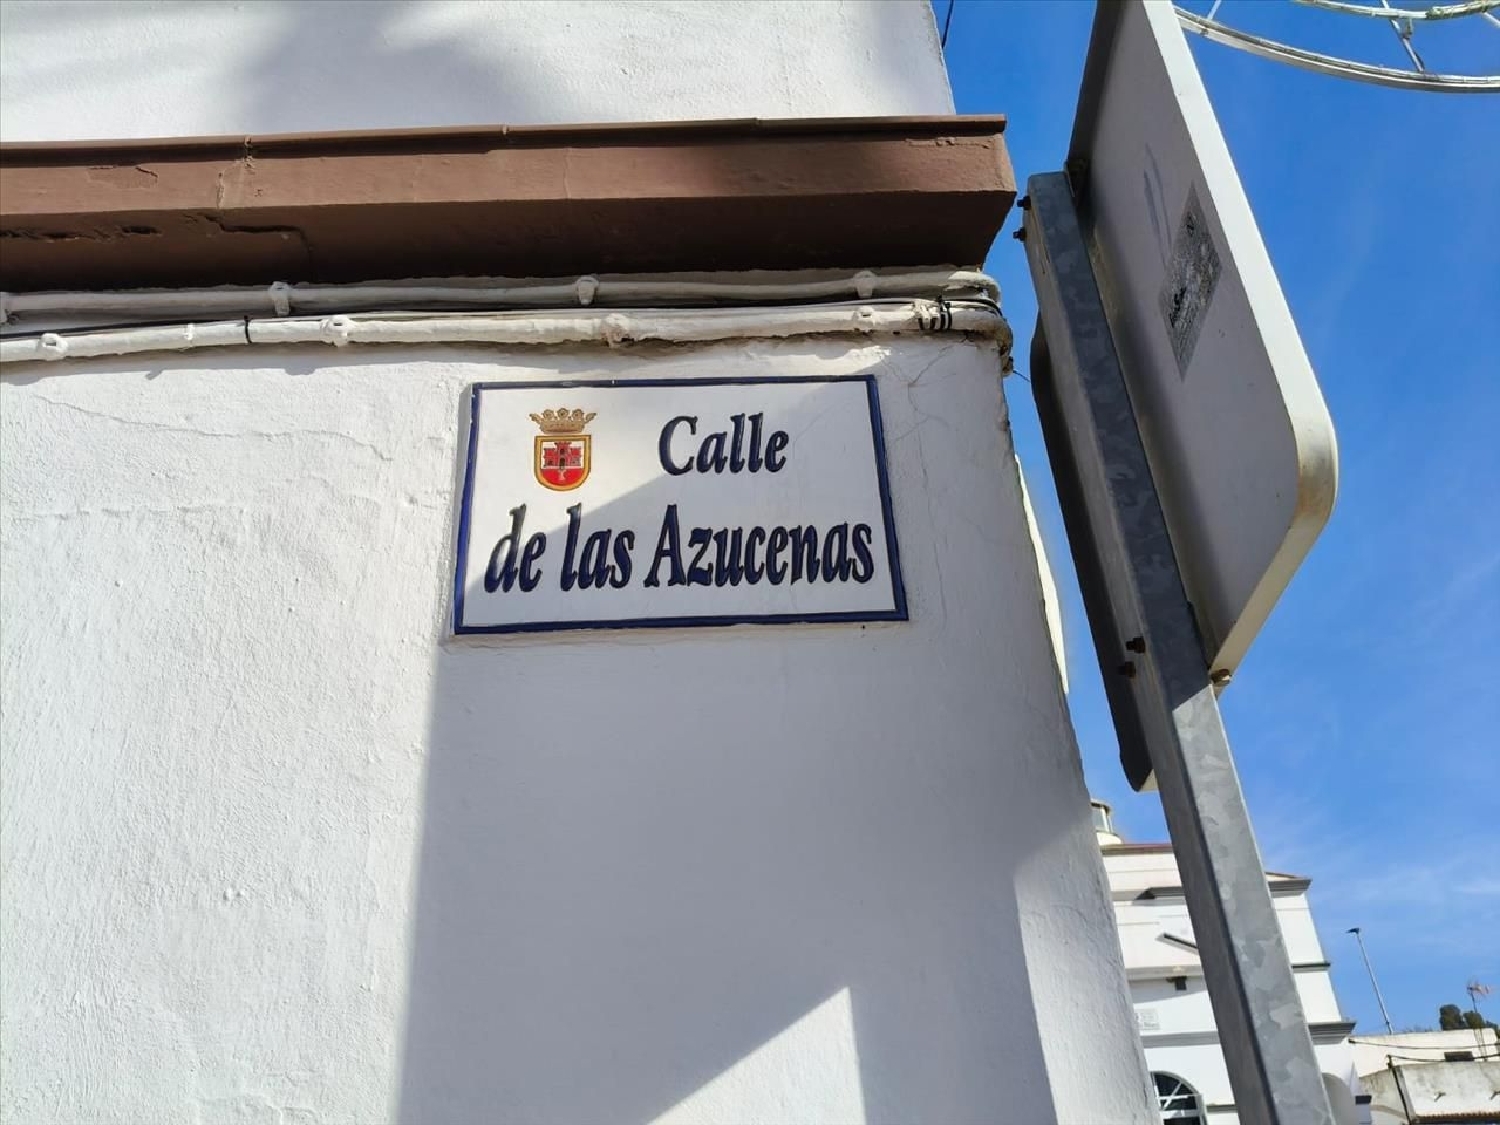 Calle
de las Azucenas